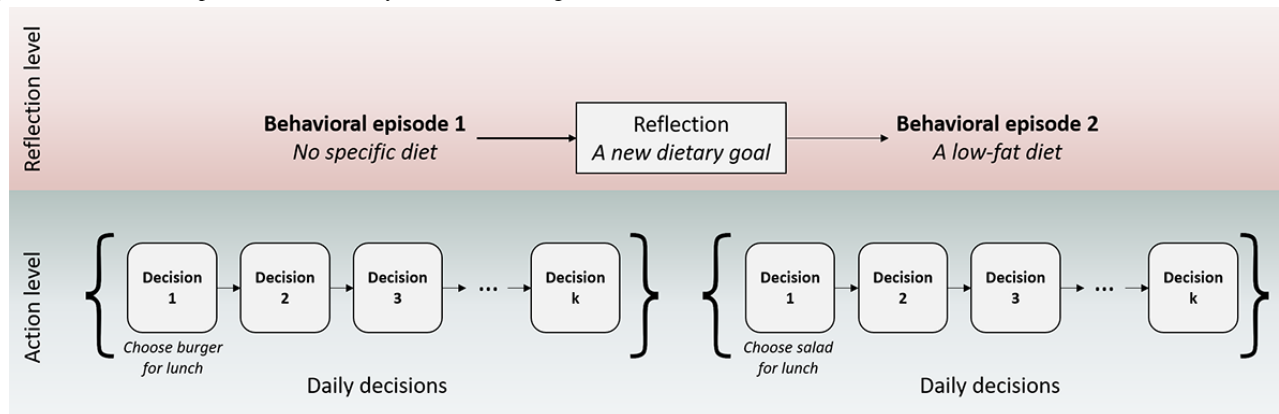 Reflection level
Behavioral episode 1
No specific diet
Reflection
A new dietary goal
Behavioral episode 2
A low-fat diet
Action level
Decision
1
Decision
2
Decision
3
...
Decision
k
Choose burger
for lunch
Daily decisions
Decision
1
Decision
2
Decision
3
...
Decision
k
Choose salad
for lunch
Daily decisions